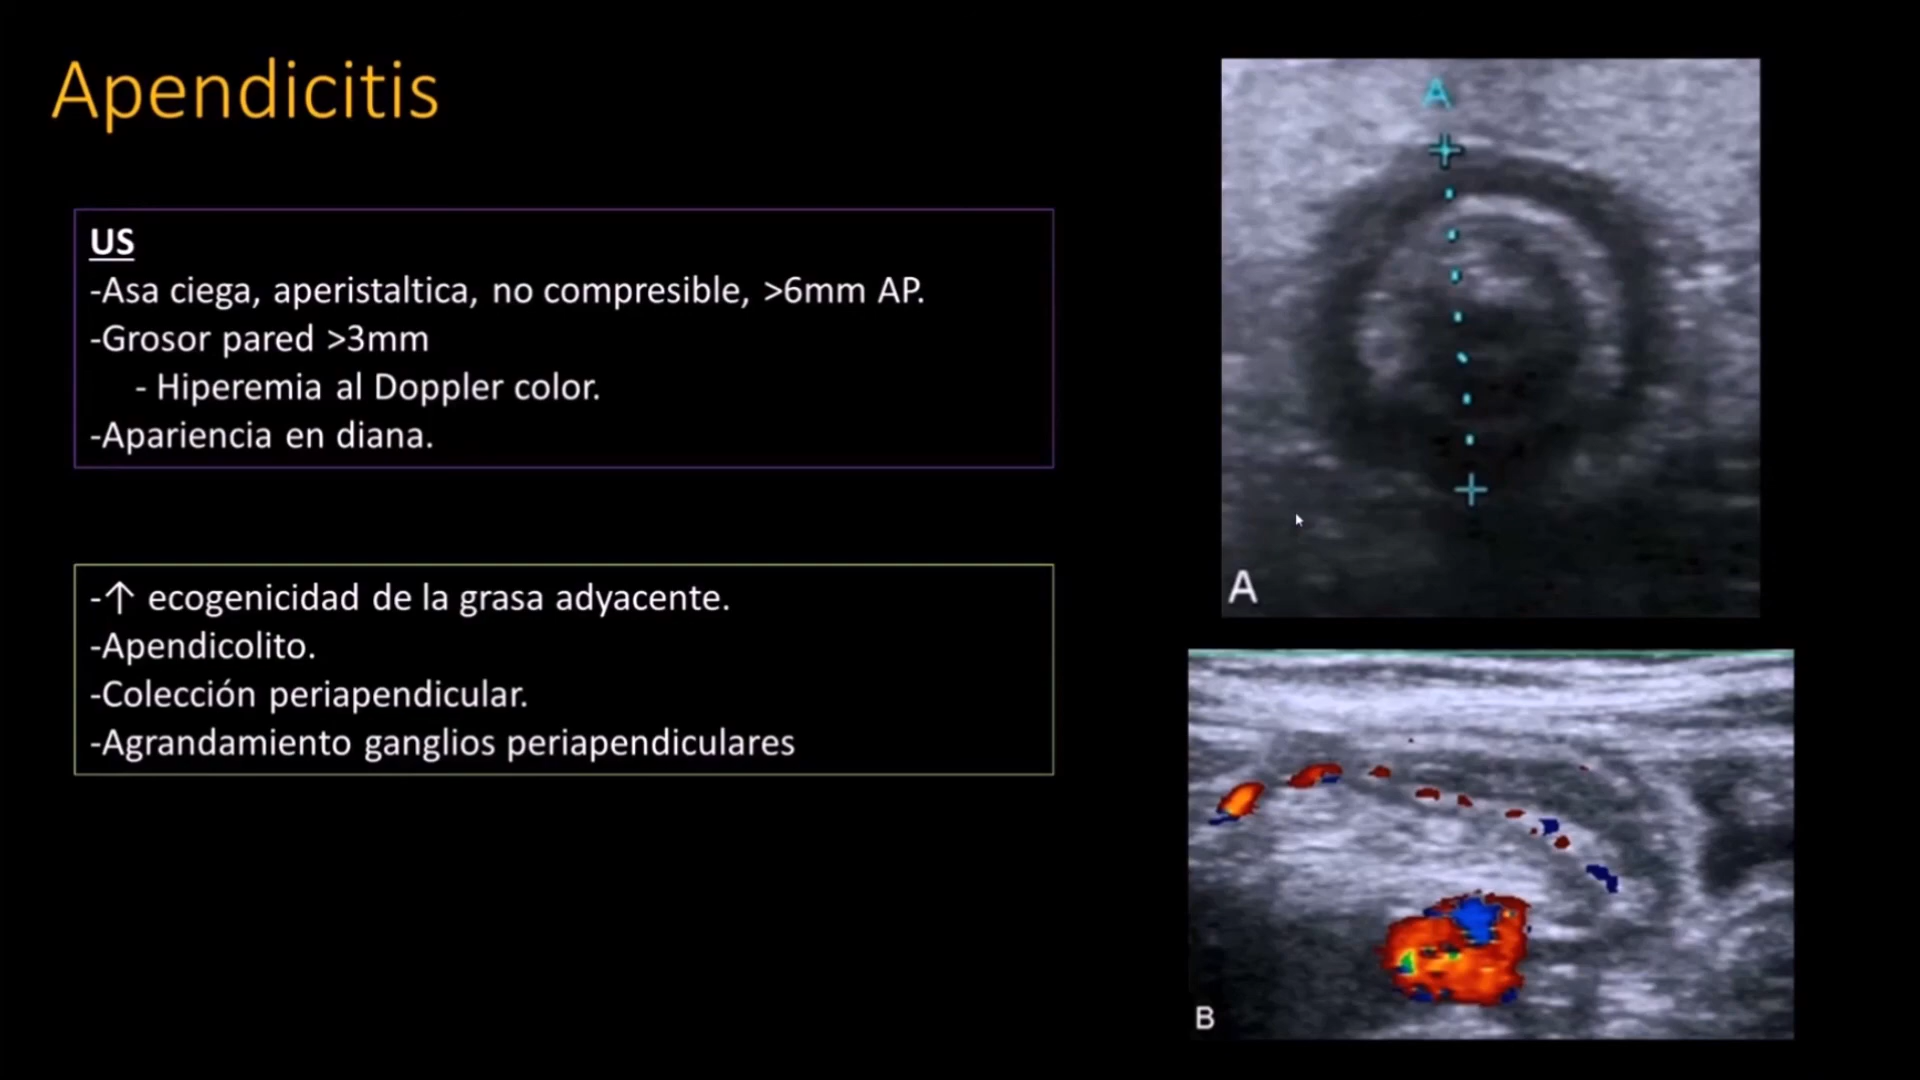 Apendicitis
US
-Asa ciega, aperistaltica, no compresible, >6mm AP.
-Grosor pared >3mm
- Hiperemia al Doppler color.
-Apariencia en diana.
-↑ ecogenicidad de la grasa adyacente.
-Apendicolito.
-Colección periapendicular.
-Agrandamiento ganglios periapendiculares
A
A
B